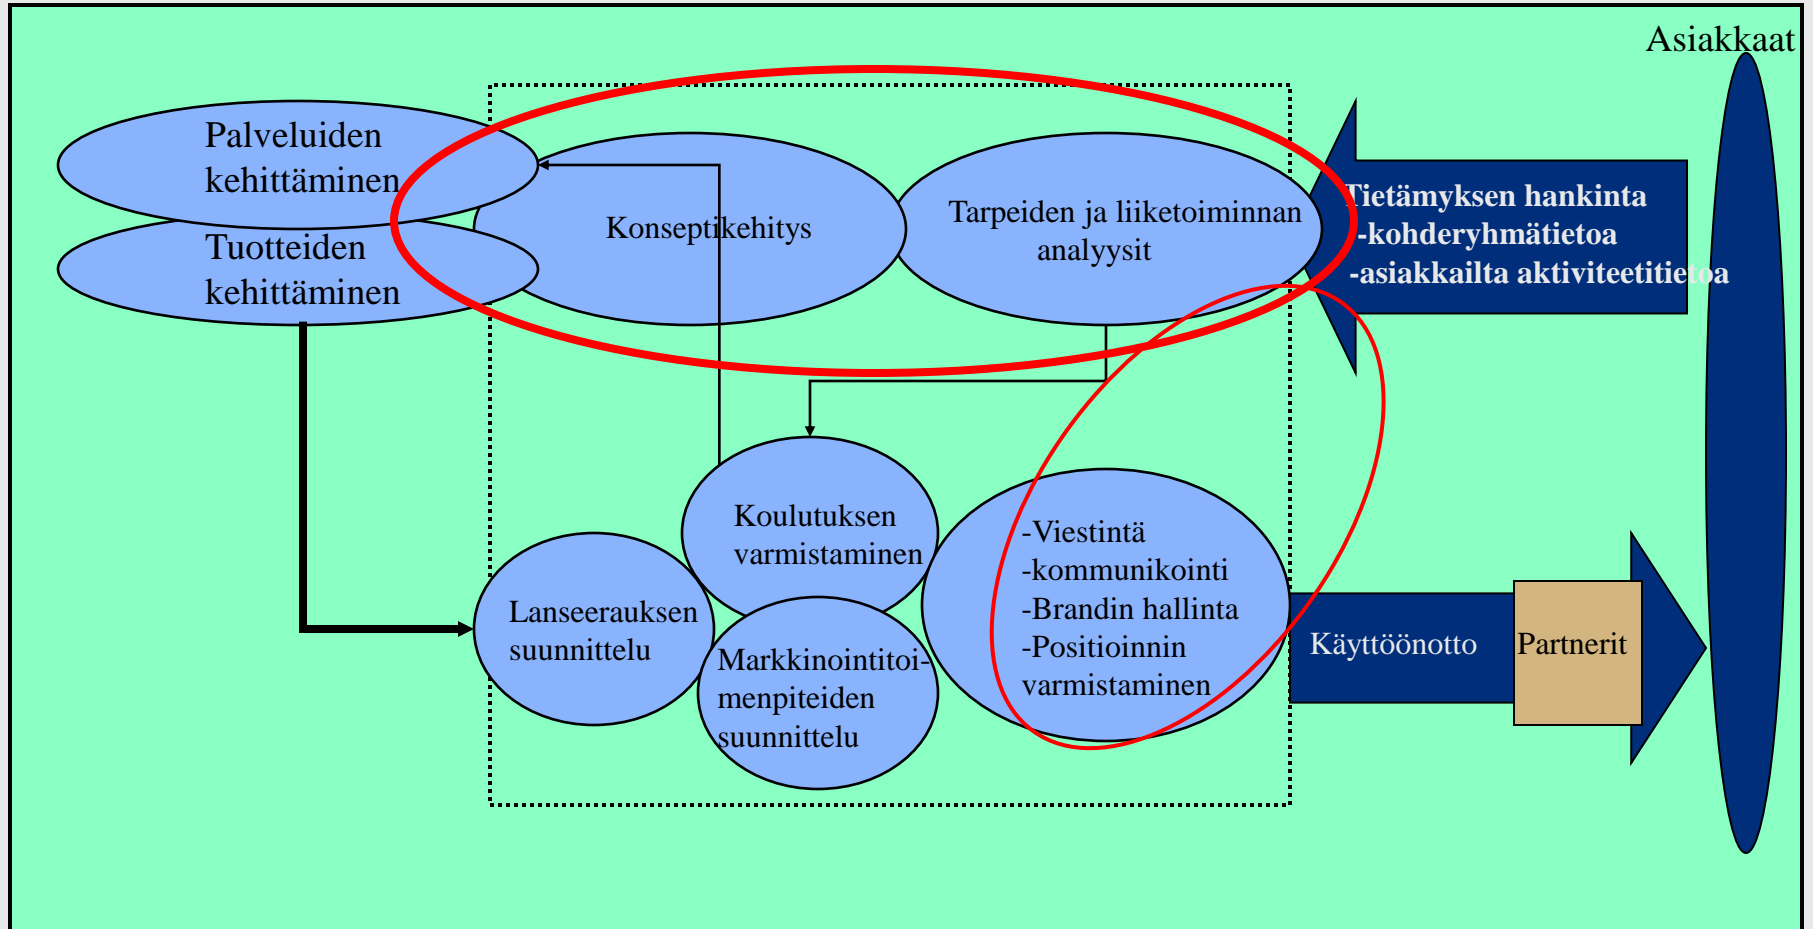 Asiakkaat
Palveluiden
kehittäminen
Tuotteiden
kehittäminen
Konseptikehitys
Tarpeiden ja liiketoiminnan
analyysit
Tietämyksen hankinta
-kohderyhmätietoa
-asiakkailta aktiviteetitietoa
Koulutuksen
varmistaminen
Lanseerauksen
suunnittelu
Markkinointitoi-
menpiteiden
suunnittelu
-Viestintä
-kommunikointi
-Brandin hallinta
-Positioinnin
varmistaminen
Käyttöönotto
Partnerit